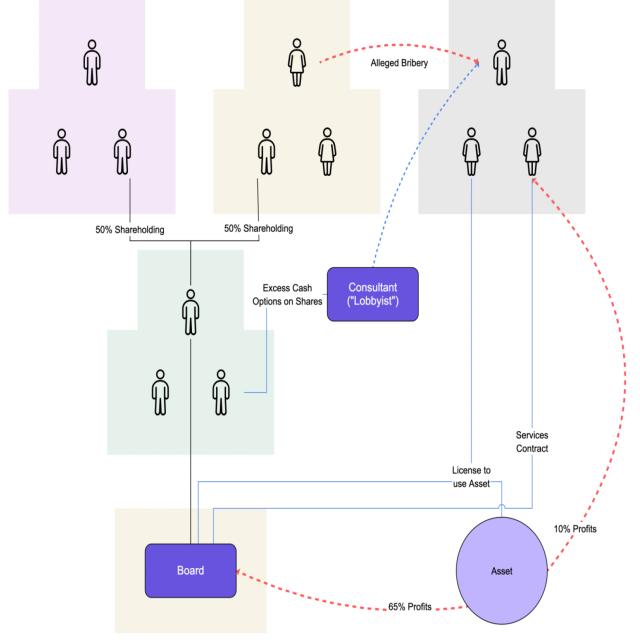 Alleged Bribery
50% Shareholding
50% Shareholding
Excess Cash
Options on Shares
Consultant
("Lobbyist")
Services
Contract
License to
use Asset
10% Profits
Board
Asset
65% Profits